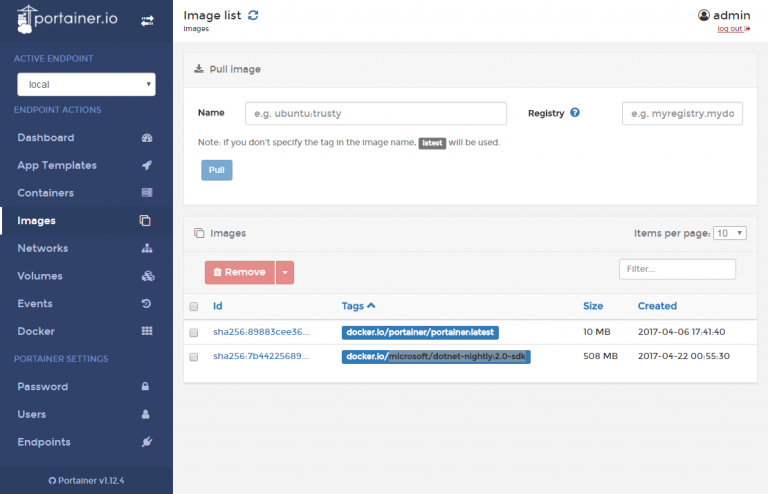 portainer.io
ACTIVE ENDPOINT
local
ENDPOINT ACTIONS
Dashboard
App Templates
Containers
Images
Networks
Volumes
Events
Docker
PORTAINER SETTINGS
Password
Users
Endpoints
Portainer v1.12.4
Image list
Images
admin
log out
Pull image
Name e.g. ubuntu:trusty Registry ? e.g. myregistry.mydo
Note: if you don't specify the tag in the image name, latest will be used.
Pull
Images Items per page: 10
Remove Filter...
Id Tags Size Created
sha256:89883cee36... docker.io/portainer/portainer:latest 10 MB 2017-04-06 17:41:40
sha256:7b44225689... docker.io/microsoft/dotnet-nightly:2.0-sdk 508 MB 2017-04-22 00:55:30